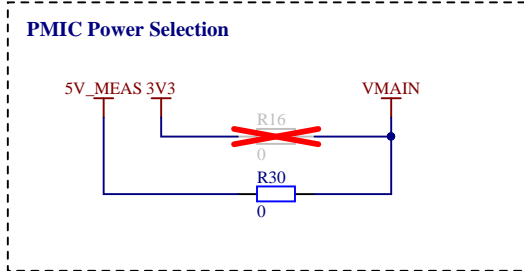 PMIC Power Selection
5V_MEAS 3V3 VMAIN
R16
0
R30
0